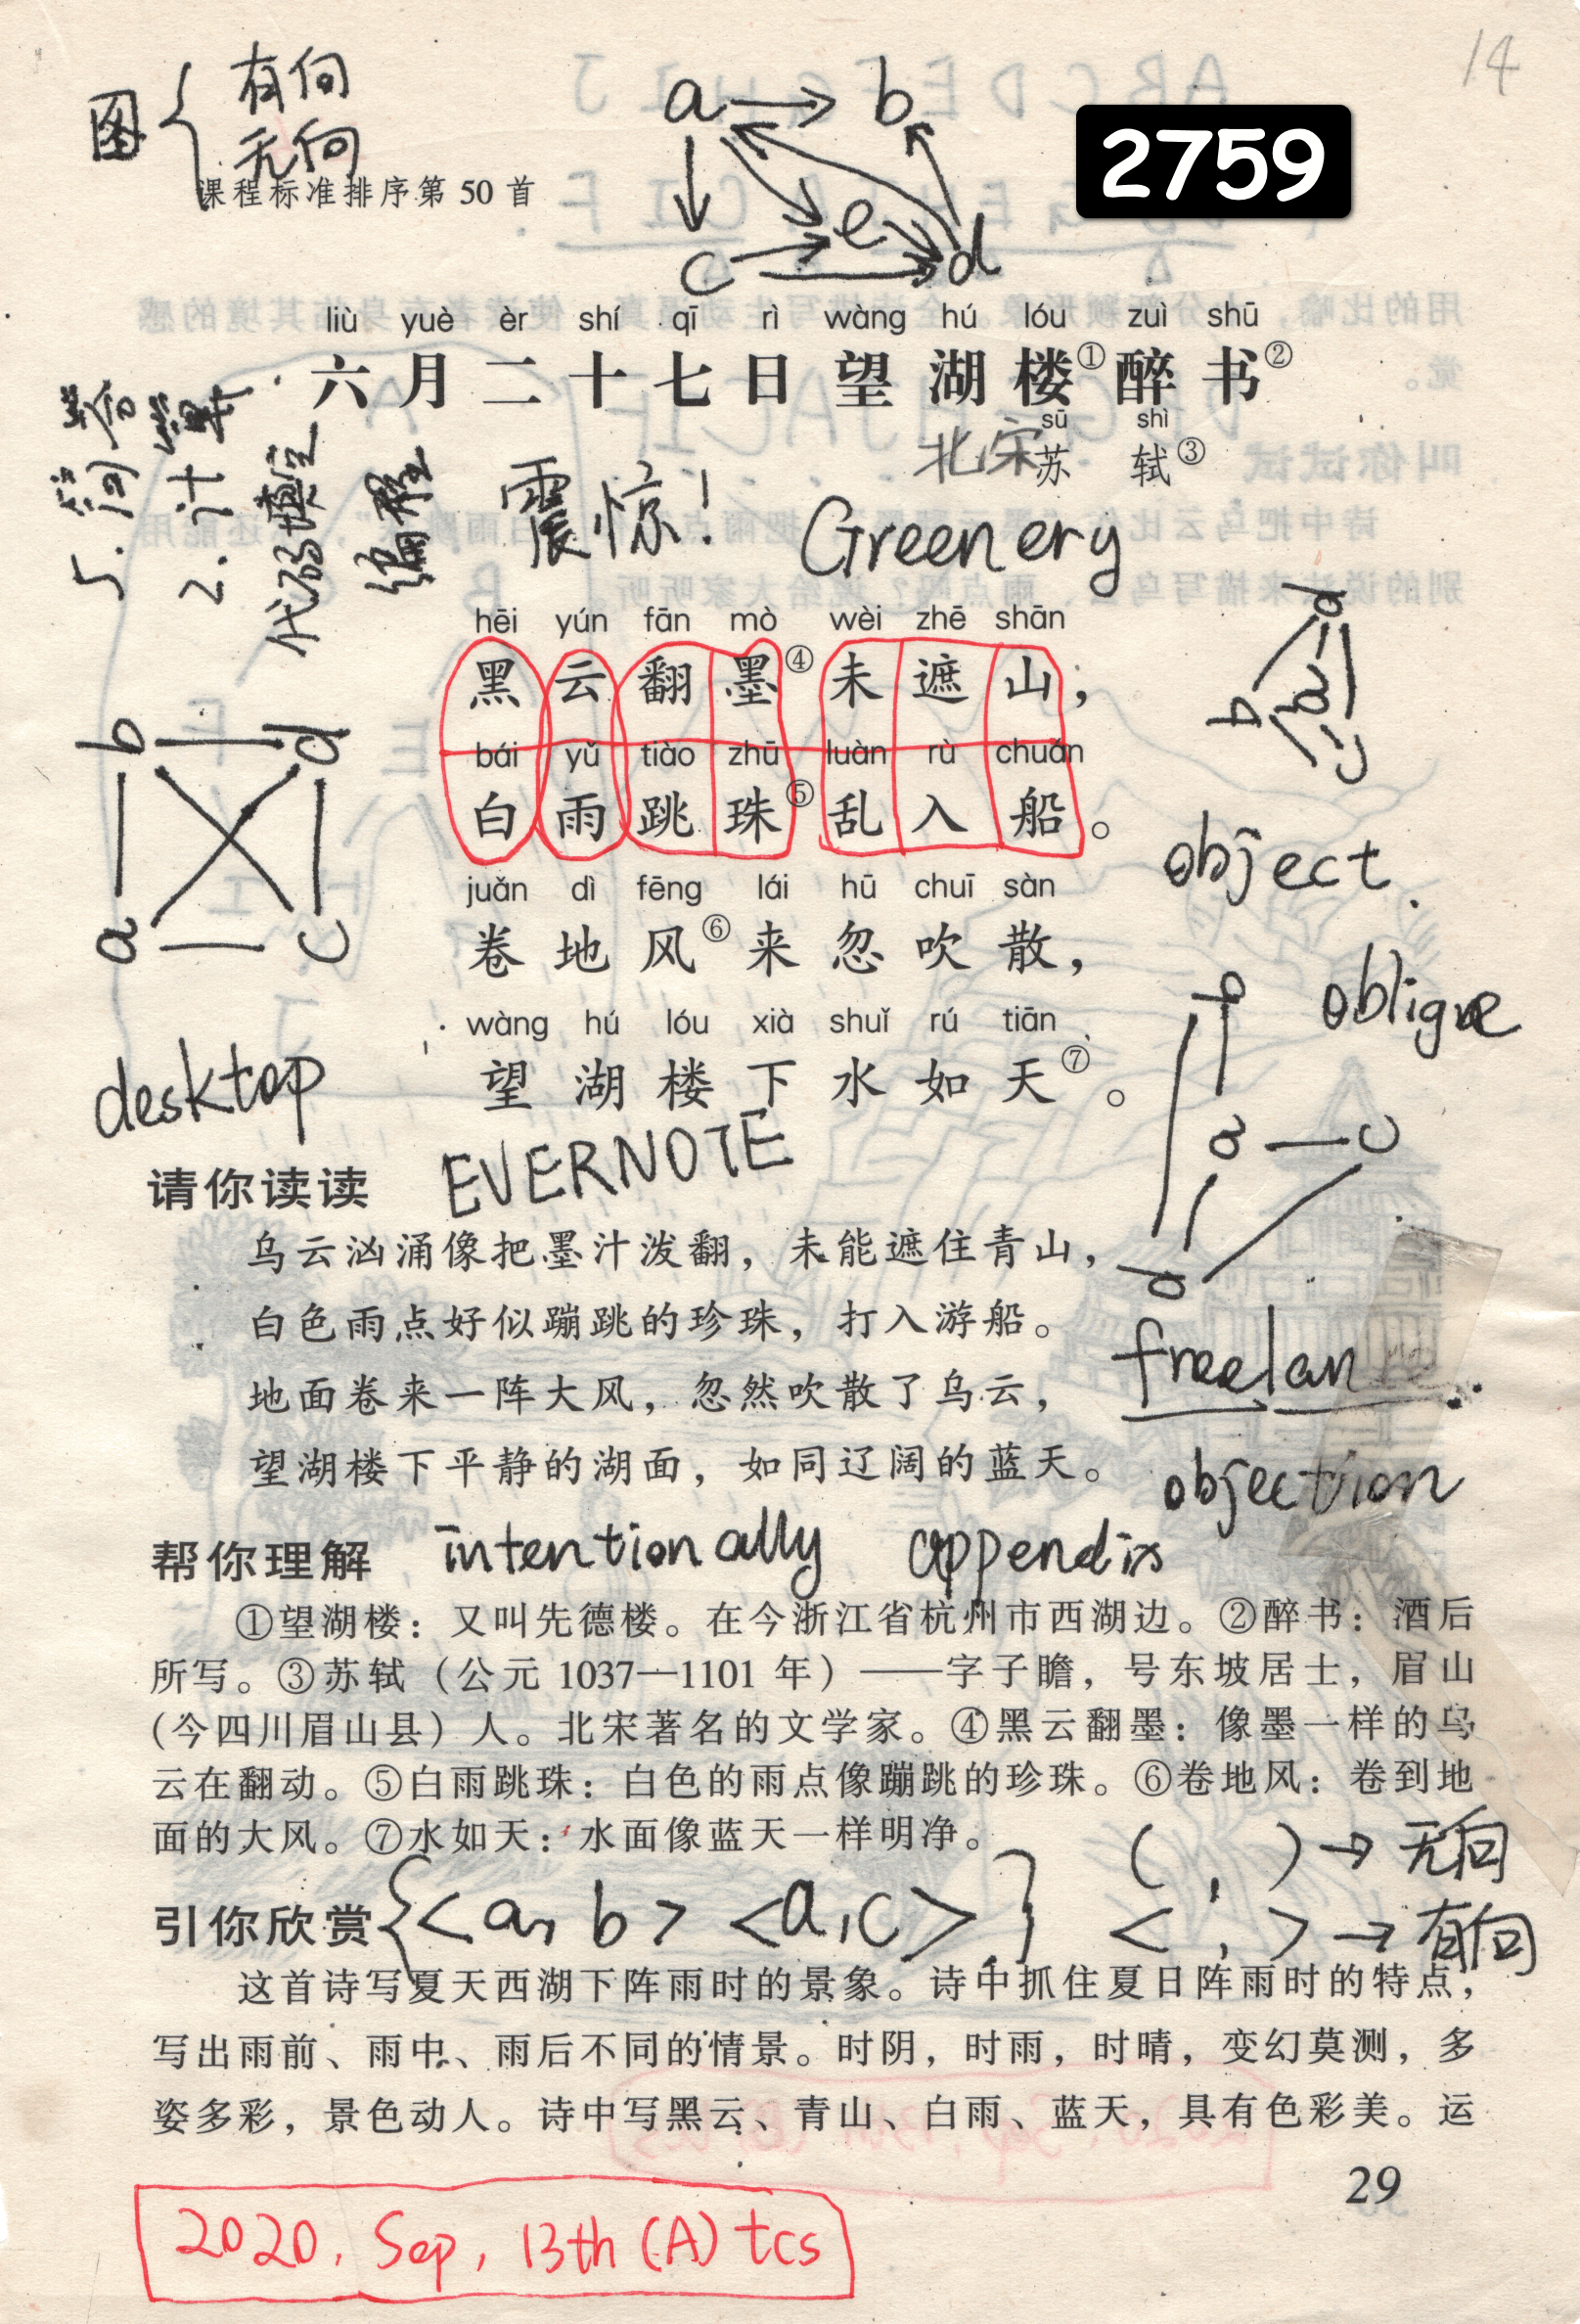 14
图 { 有向
无向
a → b
2759
课程标准排序第 50 首
e
c d
liù yuè èr shí qī rì wàng hú lóu zuì shū
六月二十七日望湖楼①醉书②
sū shì
北宋 苏轼③
5. 简答
2. 计算
代码填空
编程
震惊!
Greenery
hēi yún fān mò wèi zhē shān
黑云翻墨④未遮山,
bái yǔ tiào zhū luàn rù chuán
白雨跳珠⑤乱入船。
juǎn dì fēng lái hū chuī sàn
卷地风⑥来忽吹散,
wàng hú lóu xià shuǐ rú tiān
望湖楼下水如天⑦。
b d
a c
d
b a c
object
b
a c
d
oblique
desktop
EVERNOTE
请你读读
乌云汹涌像把墨汁泼翻,未能遮住青山,
白色雨点好似蹦跳的珍珠,打入游船。
地面卷来一阵大风,忽然吹散了乌云,
望湖楼下平静的湖面,如同辽阔的蓝天。
freelan
objection
帮你理解
intentionally appendix
①望湖楼:又叫先德楼。在今浙江省杭州市西湖边。②醉书:酒后
所写。③苏轼(公元 1037—1101 年)——字子瞻,号东坡居士,眉山
(今四川眉山县)人。北宋著名的文学家。④黑云翻墨:像墨一样的乌
云在翻动。⑤白雨跳珠:白色的雨点像蹦跳的珍珠。⑥卷地风:卷到地
面的大风。⑦水如天:水面像蓝天一样明净。
( , ) → 无向
引你欣赏 {<a, b> <a,c> , }
< , > → 有向
这首诗写夏天西湖下阵雨时的景象。诗中抓住夏日阵雨时的特点,
写出雨前、雨中、雨后不同的情景。时阴,时雨,时晴,变幻莫测,多
姿多彩,景色动人。诗中写黑云、青山、白雨、蓝天,具有色彩美。运
29
2020, Sep, 13th (A) tcs